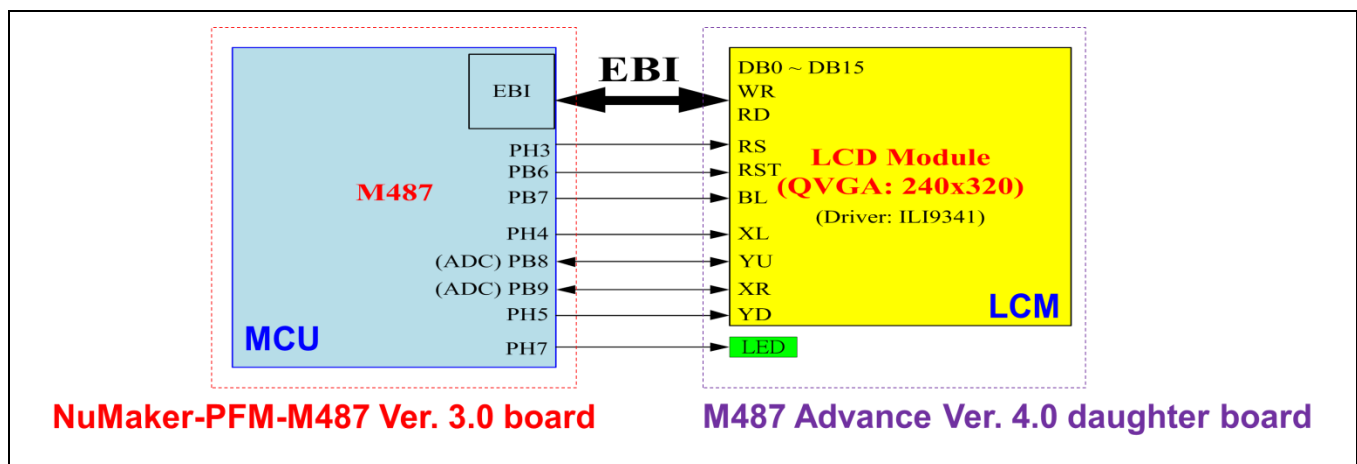 EBI
EBI
DB0 ~ DB15
WR
RD
PH3
RS
PB6
RST
PB7
BL
M487
LCD Module
(QVGA: 240x320)
(Driver: ILI9341)
PH4
XL
(ADC) PB8
YU
(ADC) PB9
XR
PH5
YD
MCU
LCM
PH7
LED
NuMaker-PFM-M487 Ver. 3.0 board
M487 Advance Ver. 4.0 daughter board